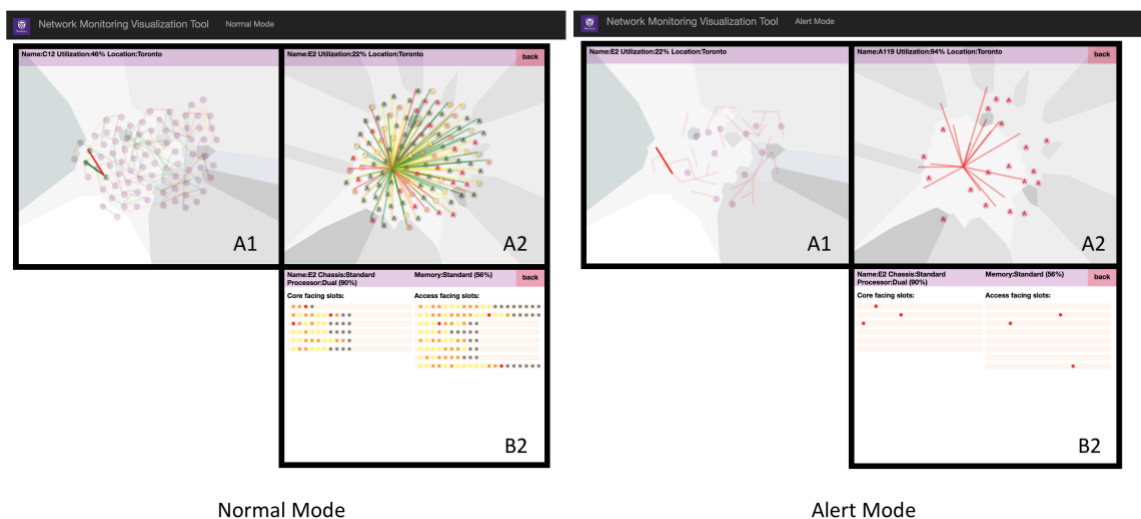 Network Monitoring Visualization Tool Normal Mode
Name:C12 Utilization:46% Location:Toronto
Name:E2 Utilization:22% Location:Toronto back
A1
A2
Name:E2 Chassis:Standard Memory:Standard (56%) back
Processor:Dual (90%)
Core facing slots: Access facing slots:
B2
Normal Mode
Network Monitoring Visualization Tool Alert Mode
Name:E2 Utilization:22% Location:Toronto
Name:A119 Utilization:94% Location:Toronto back
A1
A2
Name:E2 Chassis:Standard Memory:Standard (56%) back
Processor:Dual (90%)
Core facing slots: Access facing slots:
B2
Alert Mode